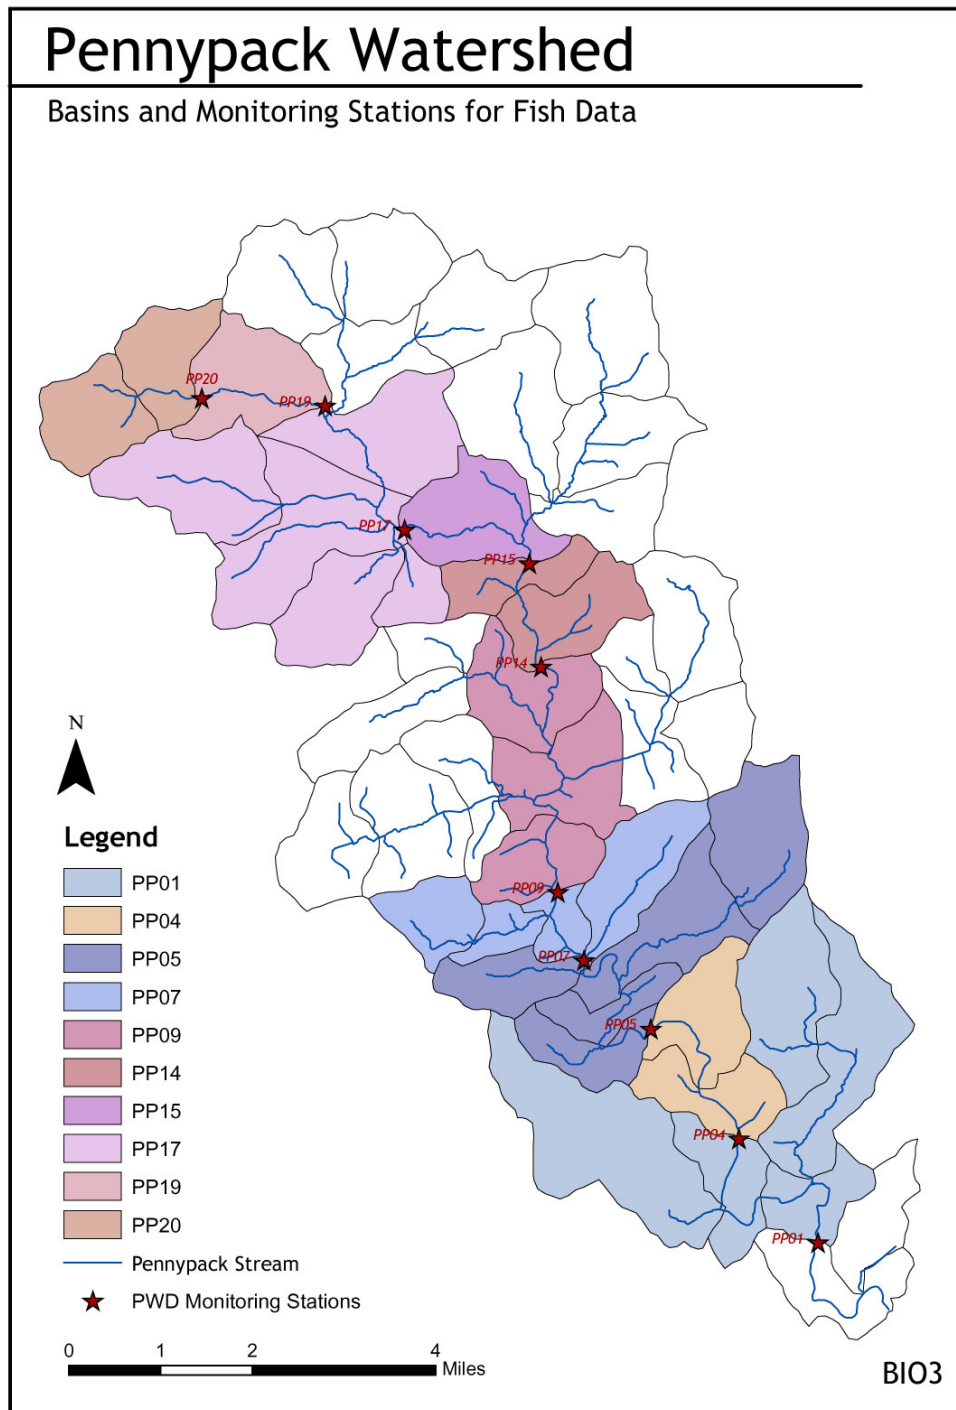 Pennypack Watershed
Basins and Monitoring Stations for Fish Data
PP20
PP19
PP17
PP15
PP14
N
Legend
PP01
PP04
PP05
PP07
PP09
PP14
PP15
PP17
PP19
PP20
Pennypack Stream
PWD Monitoring Stations
PP09
PP07
PP05
PP04
PP01
0 1 2 4
Miles
BIO3